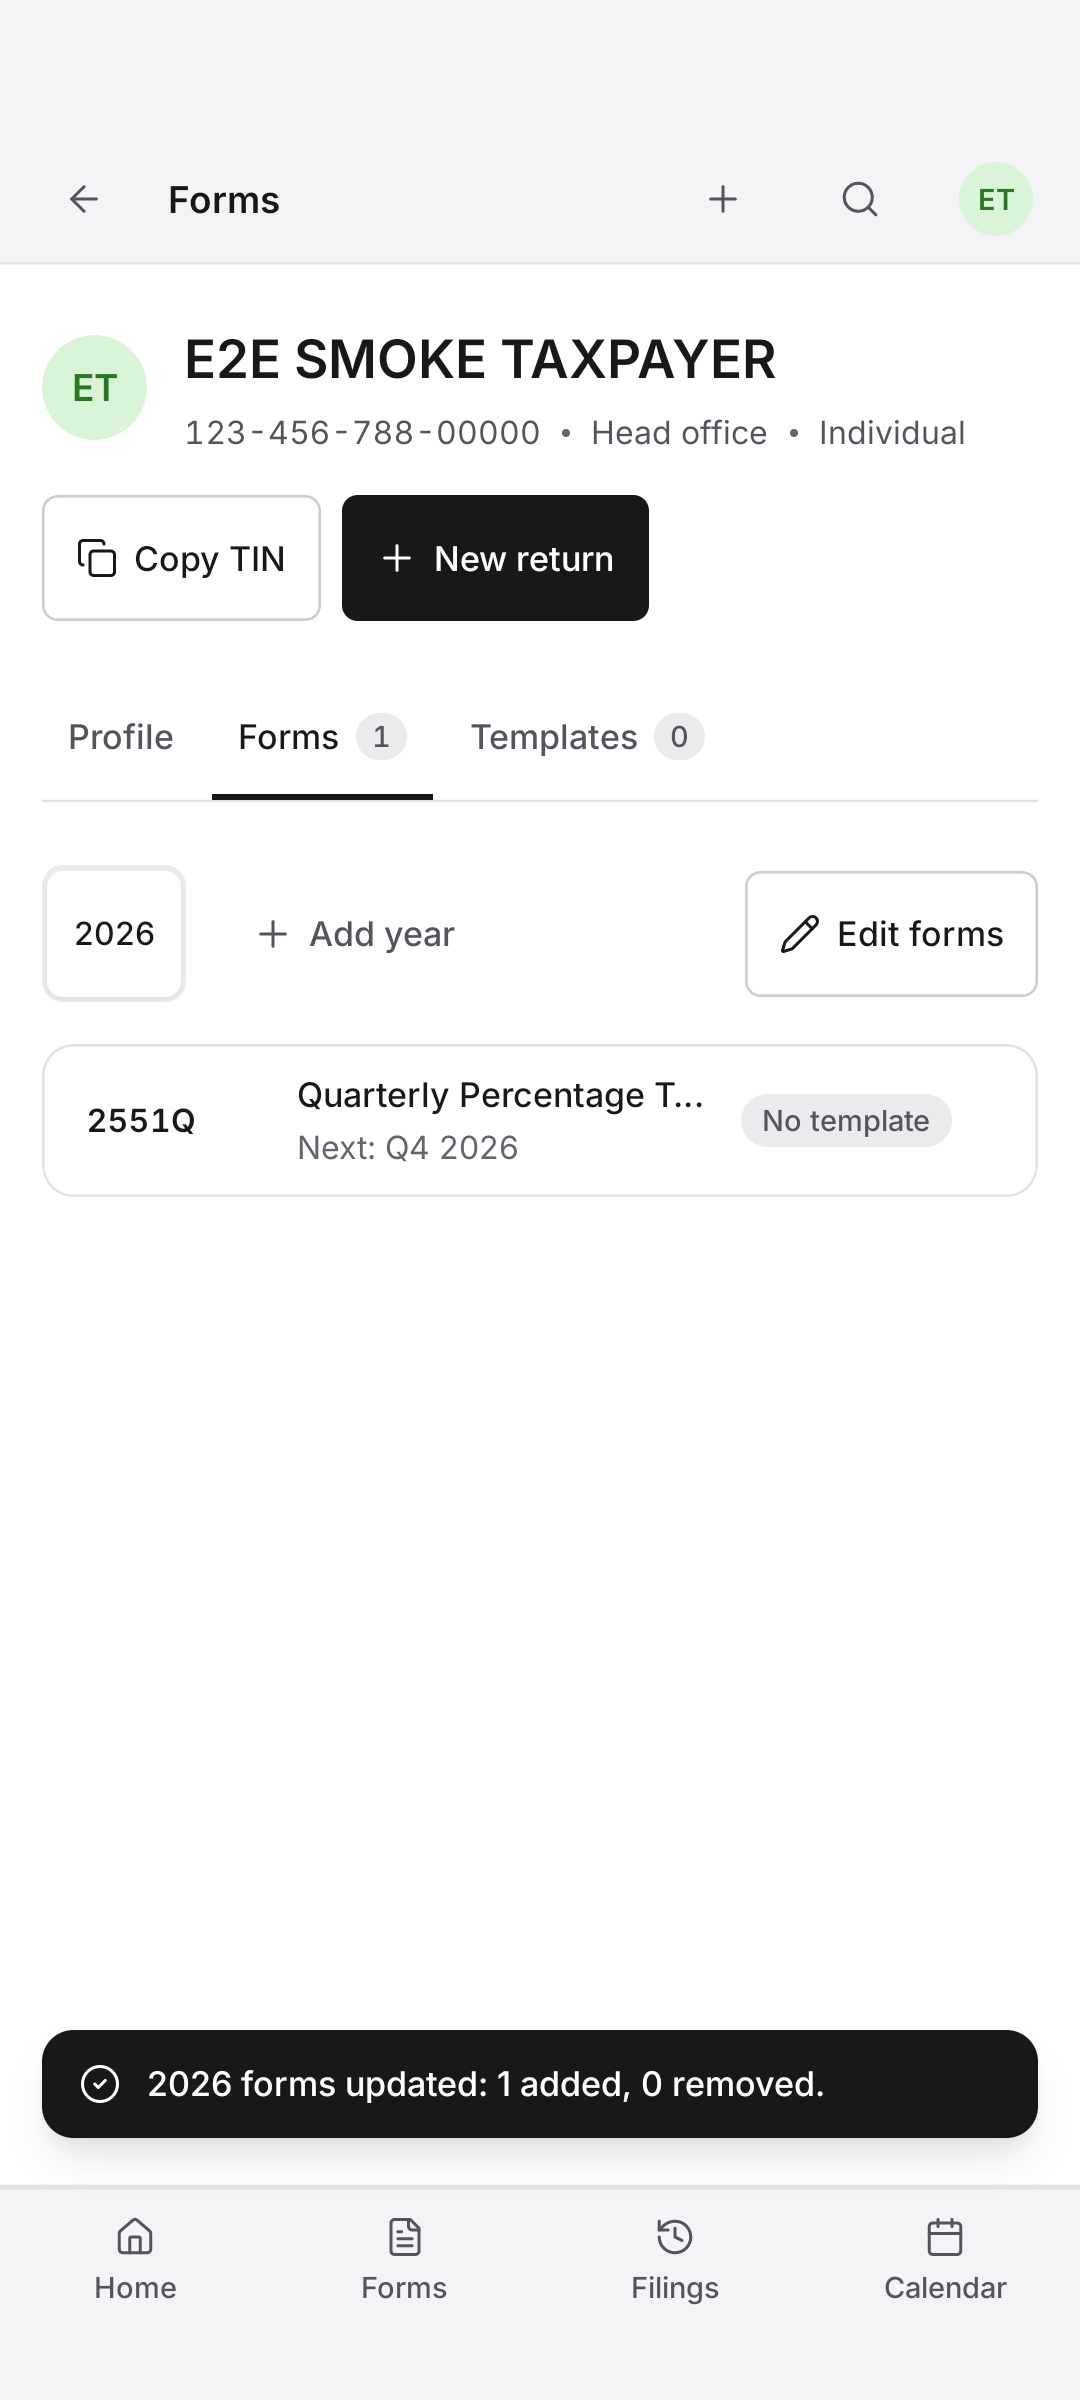 Forms
ET
ET
E2E SMOKE TAXPAYER
123-456-788-00000 • Head office • Individual
Copy TIN
New return
Profile
Forms 1
Templates 0
2026
Add year
Edit forms
2551Q
Quarterly Percentage T...
Next: Q4 2026
No template
2026 forms updated: 1 added, 0 removed.
Home
Forms
Filings
Calendar